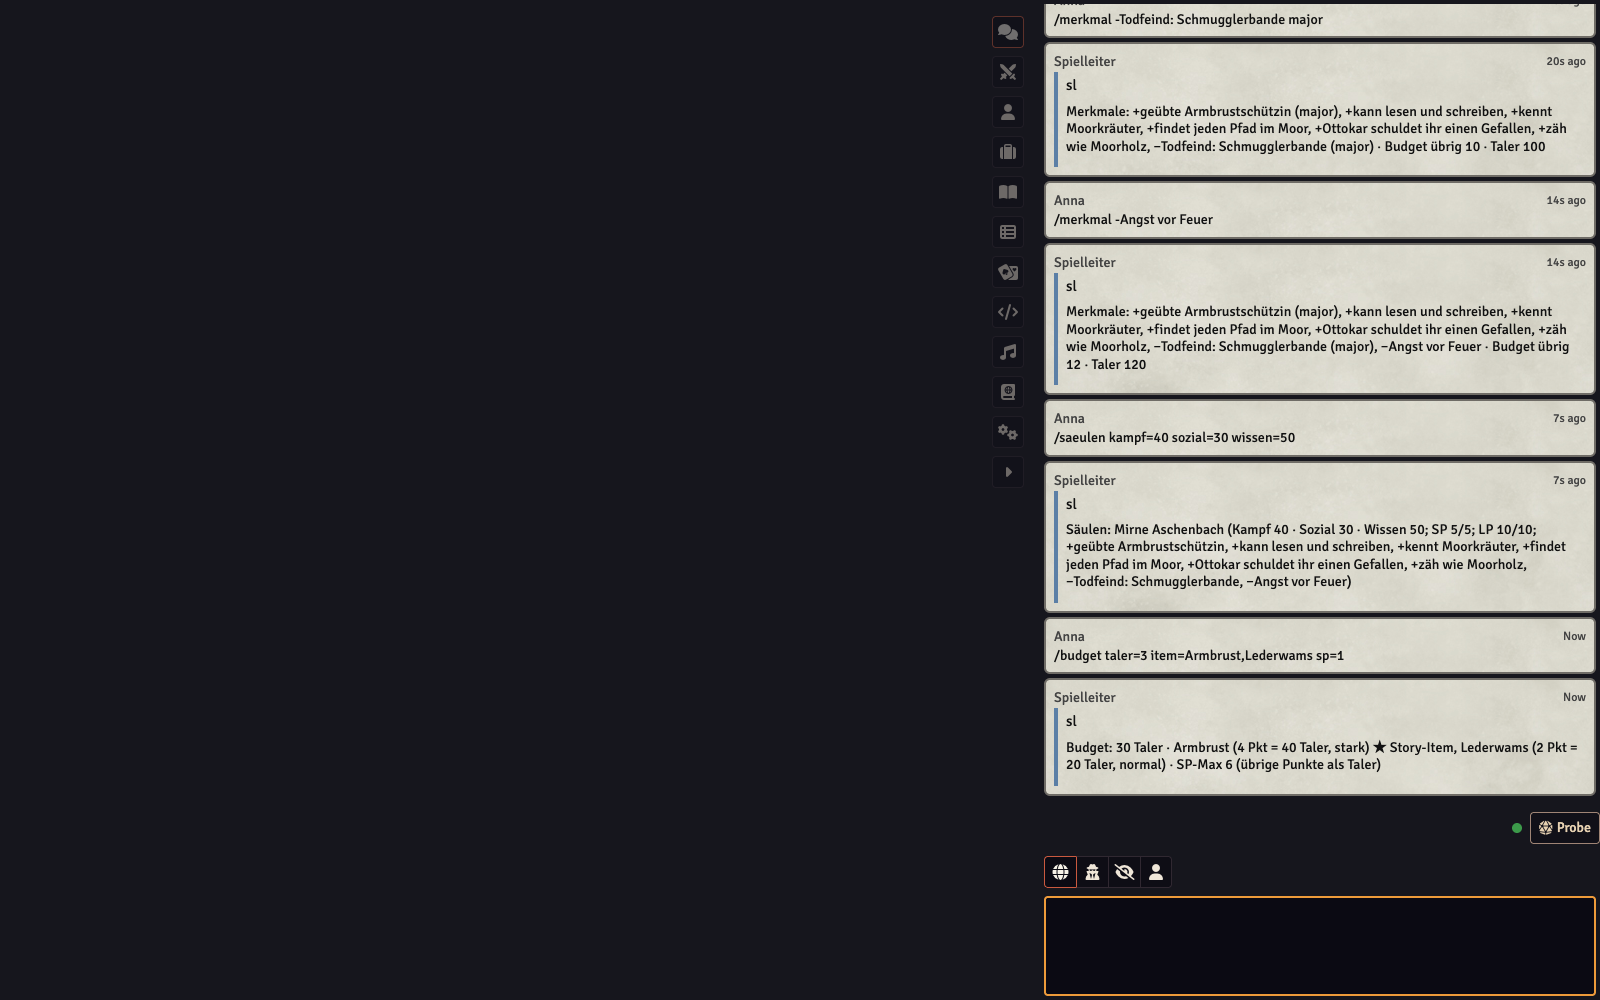 /merkmal -Todfeind: Schmugglerbande major
Spielleiter 20s ago
sl
Merkmale: +geübte Armbrustschützin (major), +kann lesen und schreiben, +kennt
Moorkräuter, +findet jeden Pfad im Moor, +Ottokar schuldet ihr einen Gefallen, +zäh
wie Moorholz, −Todfeind: Schmugglerbande (major) · Budget übrig 10 · Taler 100
Anna 14s ago
/merkmal -Angst vor Feuer
Spielleiter 14s ago
sl
Merkmale: +geübte Armbrustschützin (major), +kann lesen und schreiben, +kennt
Moorkräuter, +findet jeden Pfad im Moor, +Ottokar schuldet ihr einen Gefallen, +zäh
wie Moorholz, −Todfeind: Schmugglerbande (major), −Angst vor Feuer · Budget übrig
12 · Taler 120
Anna 7s ago
/saeulen kampf=40 sozial=30 wissen=50
Spielleiter 7s ago
sl
Säulen: Mirne Aschenbach (Kampf 40 · Sozial 30 · Wissen 50; SP 5/5; LP 10/10;
+geübte Armbrustschützin, +kann lesen und schreiben, +kennt Moorkräuter, +findet
jeden Pfad im Moor, +Ottokar schuldet ihr einen Gefallen, +zäh wie Moorholz,
−Todfeind: Schmugglerbande, −Angst vor Feuer)
Anna Now
/budget taler=3 item=Armbrust,Lederwams sp=1
Spielleiter Now
sl
Budget: 30 Taler · Armbrust (4 Pkt = 40 Taler, stark) ★ Story-Item, Lederwams (2 Pkt =
20 Taler, normal) · SP-Max 6 (übrige Punkte als Taler)
Probe